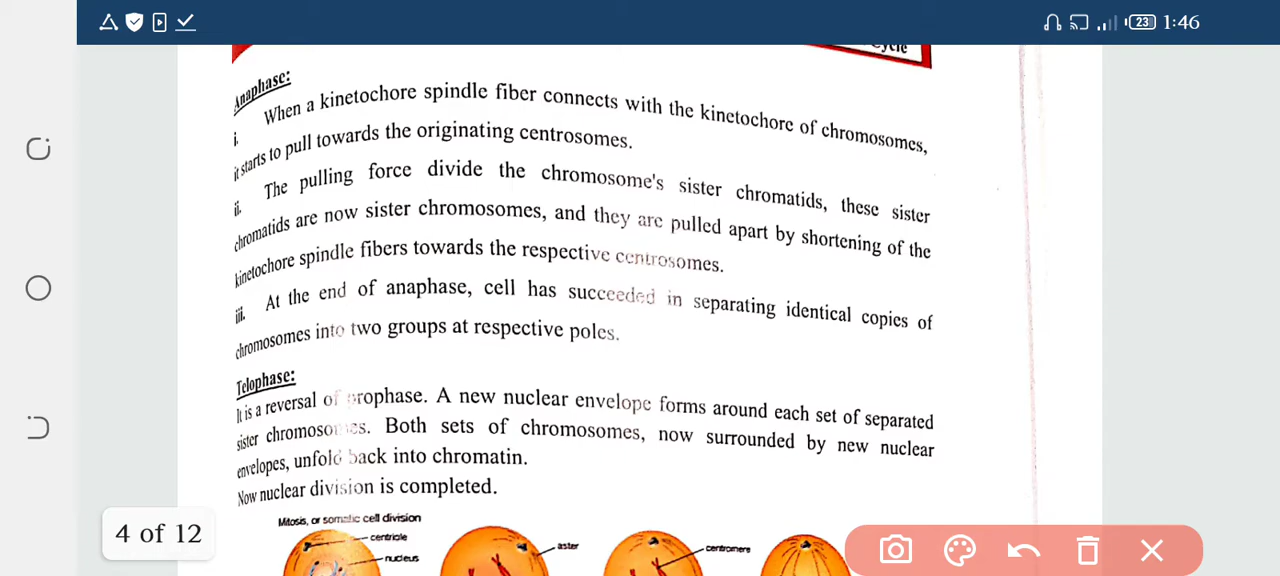 23 1:46
Cycle
Anaphase:
i. When a kinetochore spindle fiber connects with the kinetochore of chromosomes,
it starts to pull towards the originating centrosomes.
ii. The pulling force divide the chromosome's sister chromatids, these sister
chromatids are now sister chromosomes, and they are pulled apart by shortening of the
kinetochore spindle fibers towards the respective centrosomes.
iii. At the end of anaphase, cell has succeeded in separating identical copies of
chromosomes into two groups at respective poles.
Telophase:
It is a reversal of prophase. A new nuclear envelope forms around each set of separated
sister chromosomes. Both sets of chromosomes, now surrounded by new nuclear
envelopes, unfold back into chromatin.
Now nuclear division is completed.
Mitosis, or somatic cell division
centriole
nucleus
aster
centromere
4 of 12